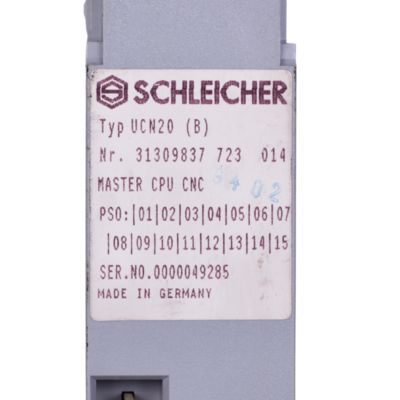 SCHLEICHER
Typ UCN20 (B)
Nr. 31309837 723 014
MASTER CPU CNC
PSO:|01|02|03|04|05|06|07
|08|09|10|11|12|13|14|15
SER.NO.0000049285
MADE IN GERMANY